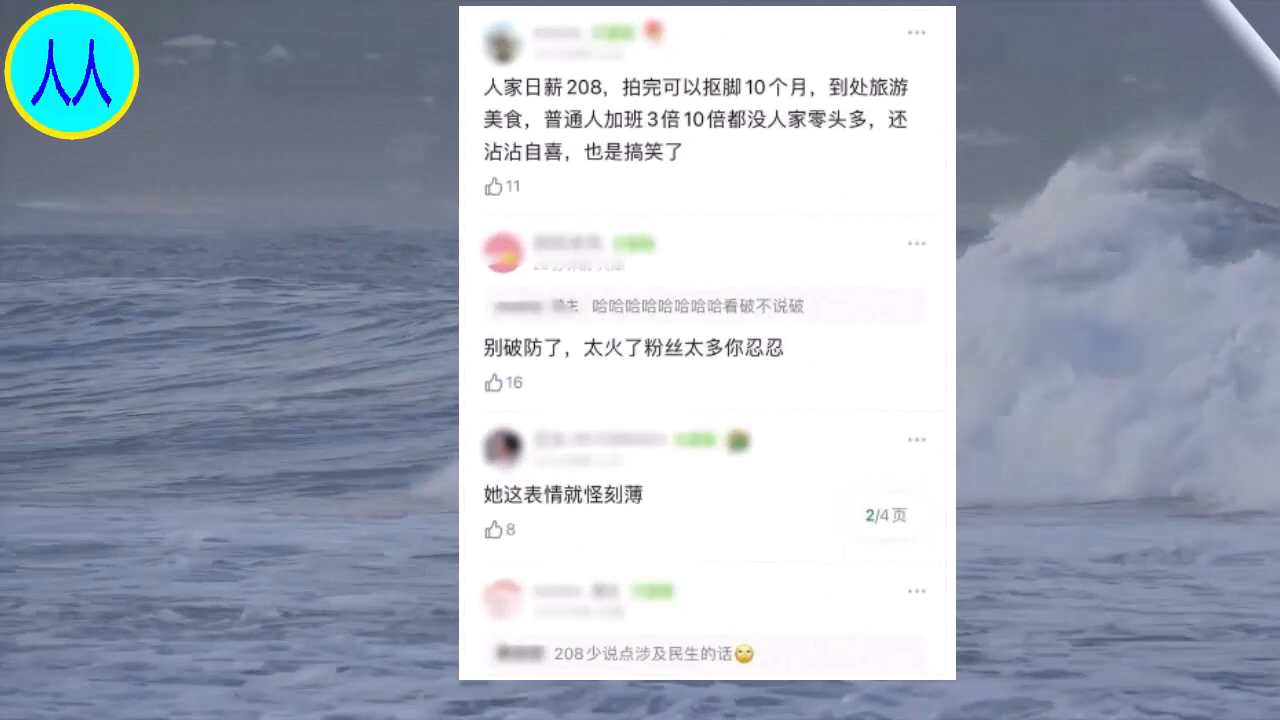 人家日薪208，拍完可以抠脚10个月，到处旅游
美食，普通人加班3倍10倍都没人家零头多，还
沾沾自喜，也是搞笑了
11
哈哈哈哈哈哈哈哈看破不说破
别破防了，太火了粉丝太多你忍忍
16
她这表情就怪刻薄
2/4页
8
208少说点涉及民生的话🙄